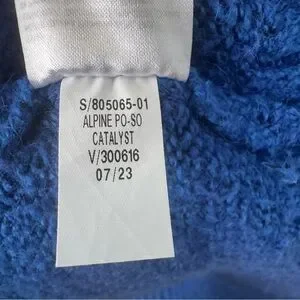 S/805065-01
ALPINE PO-SO
CATALYST
V/300616
07/23